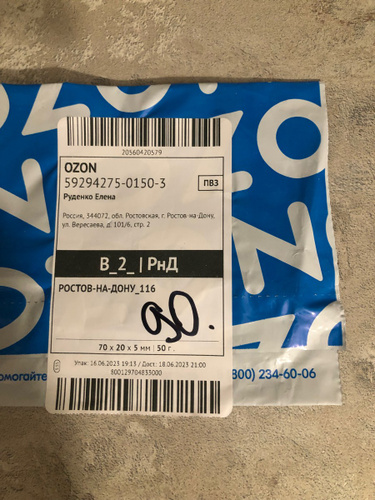 20560420579
OZON
59294275-0150-3
ПВЗ
Руденко Елена
Россия, 344072, обл. Ростовская, г. Ростов-на-Дону,
ул. Вересаева, д. 101/6, стр. 2
В_2_|РнД
РОСТОВ-НА-ДОНУ_116
90.
70 x 20 x 5 мм | 50 г.
Упак: 16.06.2023 19:13 / Дост: 18.06.2023 21:00
800129704833000
омогайте
800) 234-60-06